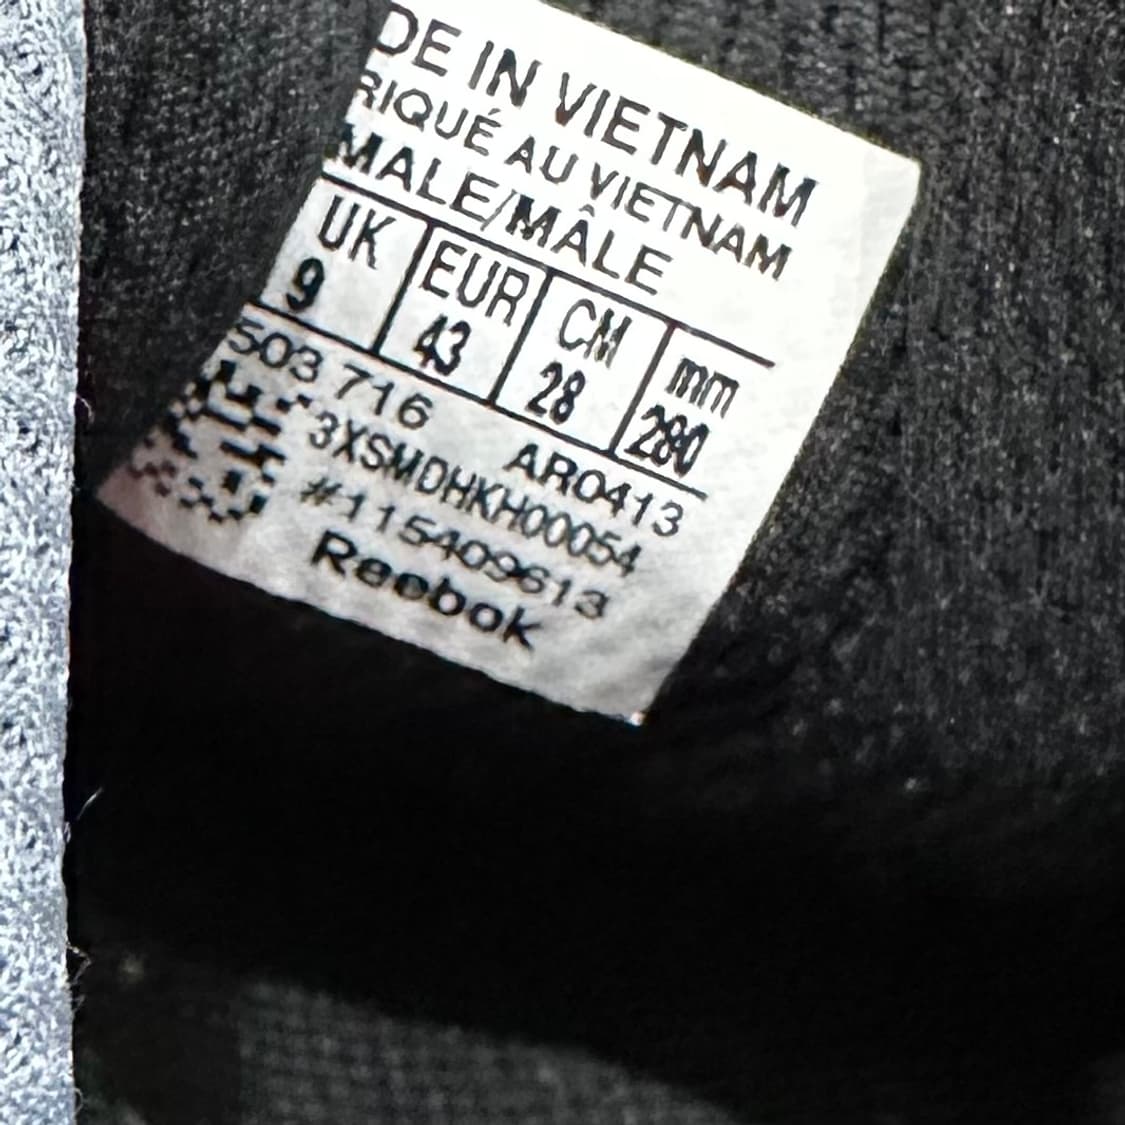 DE IN VIETNAM
RIQUÉ AU VIETNAM
MALE/MÂLE
UK EUR CM mm
9 43 28 280
503 716 ARO413
3XSMDHKH00054
#115409613
Reebok